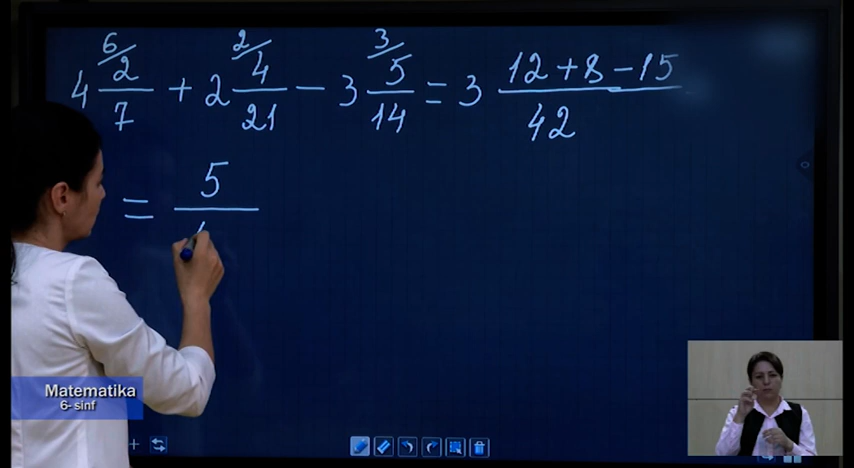 6/ 2/ 3/
4 2/7 + 2 4/21 − 3 5/14 = 3 (12 + 8 − 15)/42
= 5/
Matematika
6- sinf